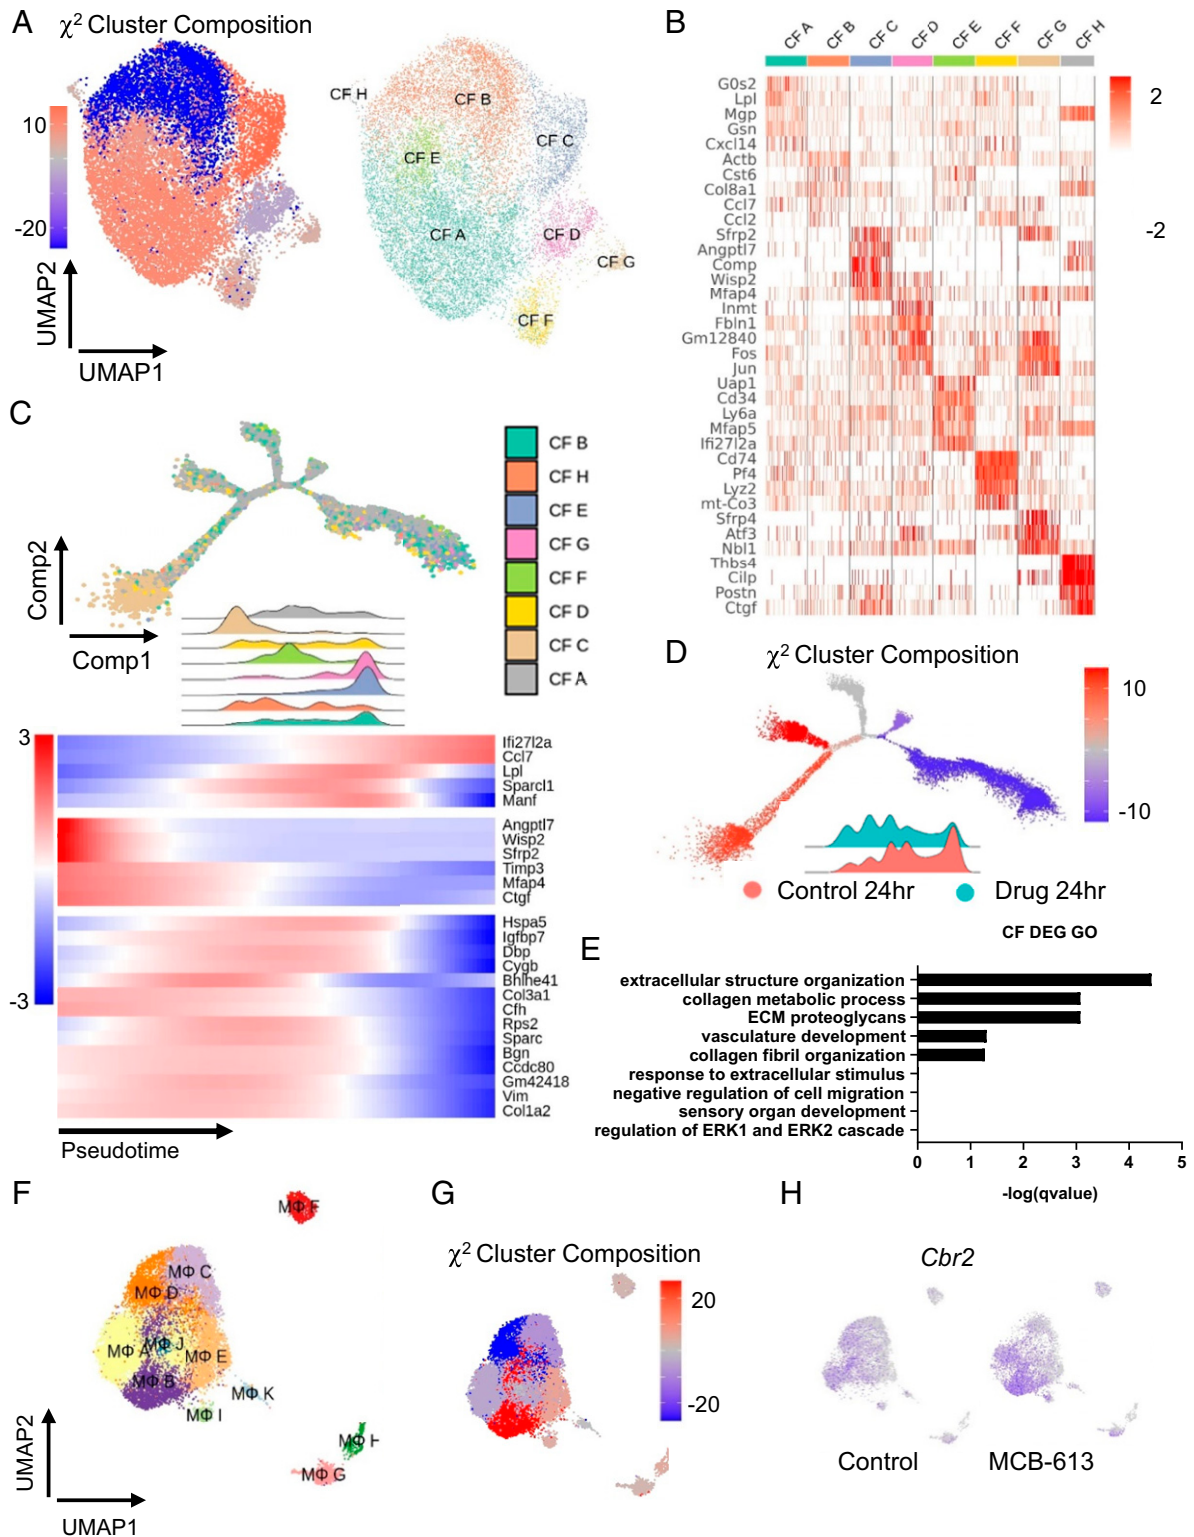 A
χ2 Cluster Composition
10
-20
UMAP2
UMAP1
CF H
CF B
CF C
CF E
CF A
CF D
CF G
CF F
B
CF A
CF B
CF C
CF D
CF E
CF F
CF G
CF H
G0s2
Lpl
Mgp
Gsn
Cxcl14
Actb
Cst6
Col8a1
Ccl7
Ccl2
Sfrp2
Angptl7
Comp
Wisp2
Mfap4
Inmt
Fbln1
Gm12840
Fos
Jun
Uap1
Cd34
Ly6a
Mfap5
Ifi27l2a
Cd74
Pf4
Lyz2
mt-Co3
Sfrp4
Atf3
Nbl1
Thbs4
Cilp
Postn
Ctgf
2
-2
C
Comp2
Comp1
CF B
CF H
CF E
CF G
CF F
CF D
CF C
CF A
3
-3
Ifi27l2a
Ccl7
Lpl
Sparcl1
Manf
Angptl7
Wisp2
Sfrp2
Timp3
Mfap4
Ctgf
Hspa5
Igfbp7
Dbp
Cygb
Bhlhe41
Col3a1
Cfh
Rps2
Sparc
Bgn
Ccdc80
Gm42418
Vim
Col1a2
Pseudotime
D
χ2 Cluster Composition
10
-10
Control 24hr
Drug 24hr
E
CF DEG GO
extracellular structure organization
collagen metabolic process
ECM proteoglycans
vasculature development
collagen fibril organization
response to extracellular stimulus
negative regulation of cell migration
sensory organ development
regulation of ERK1 and ERK2 cascade
0 1 2 3 4 5
-log(qvalue)
F
MΦ F
MΦ C
MΦ D
MΦ A
MΦ J
MΦ E
MΦ B
MΦ K
MΦ I
MΦ H
MΦ G
UMAP2
UMAP1
G
χ2 Cluster Composition
20
-20
H
Cbr2
Control
MCB-613